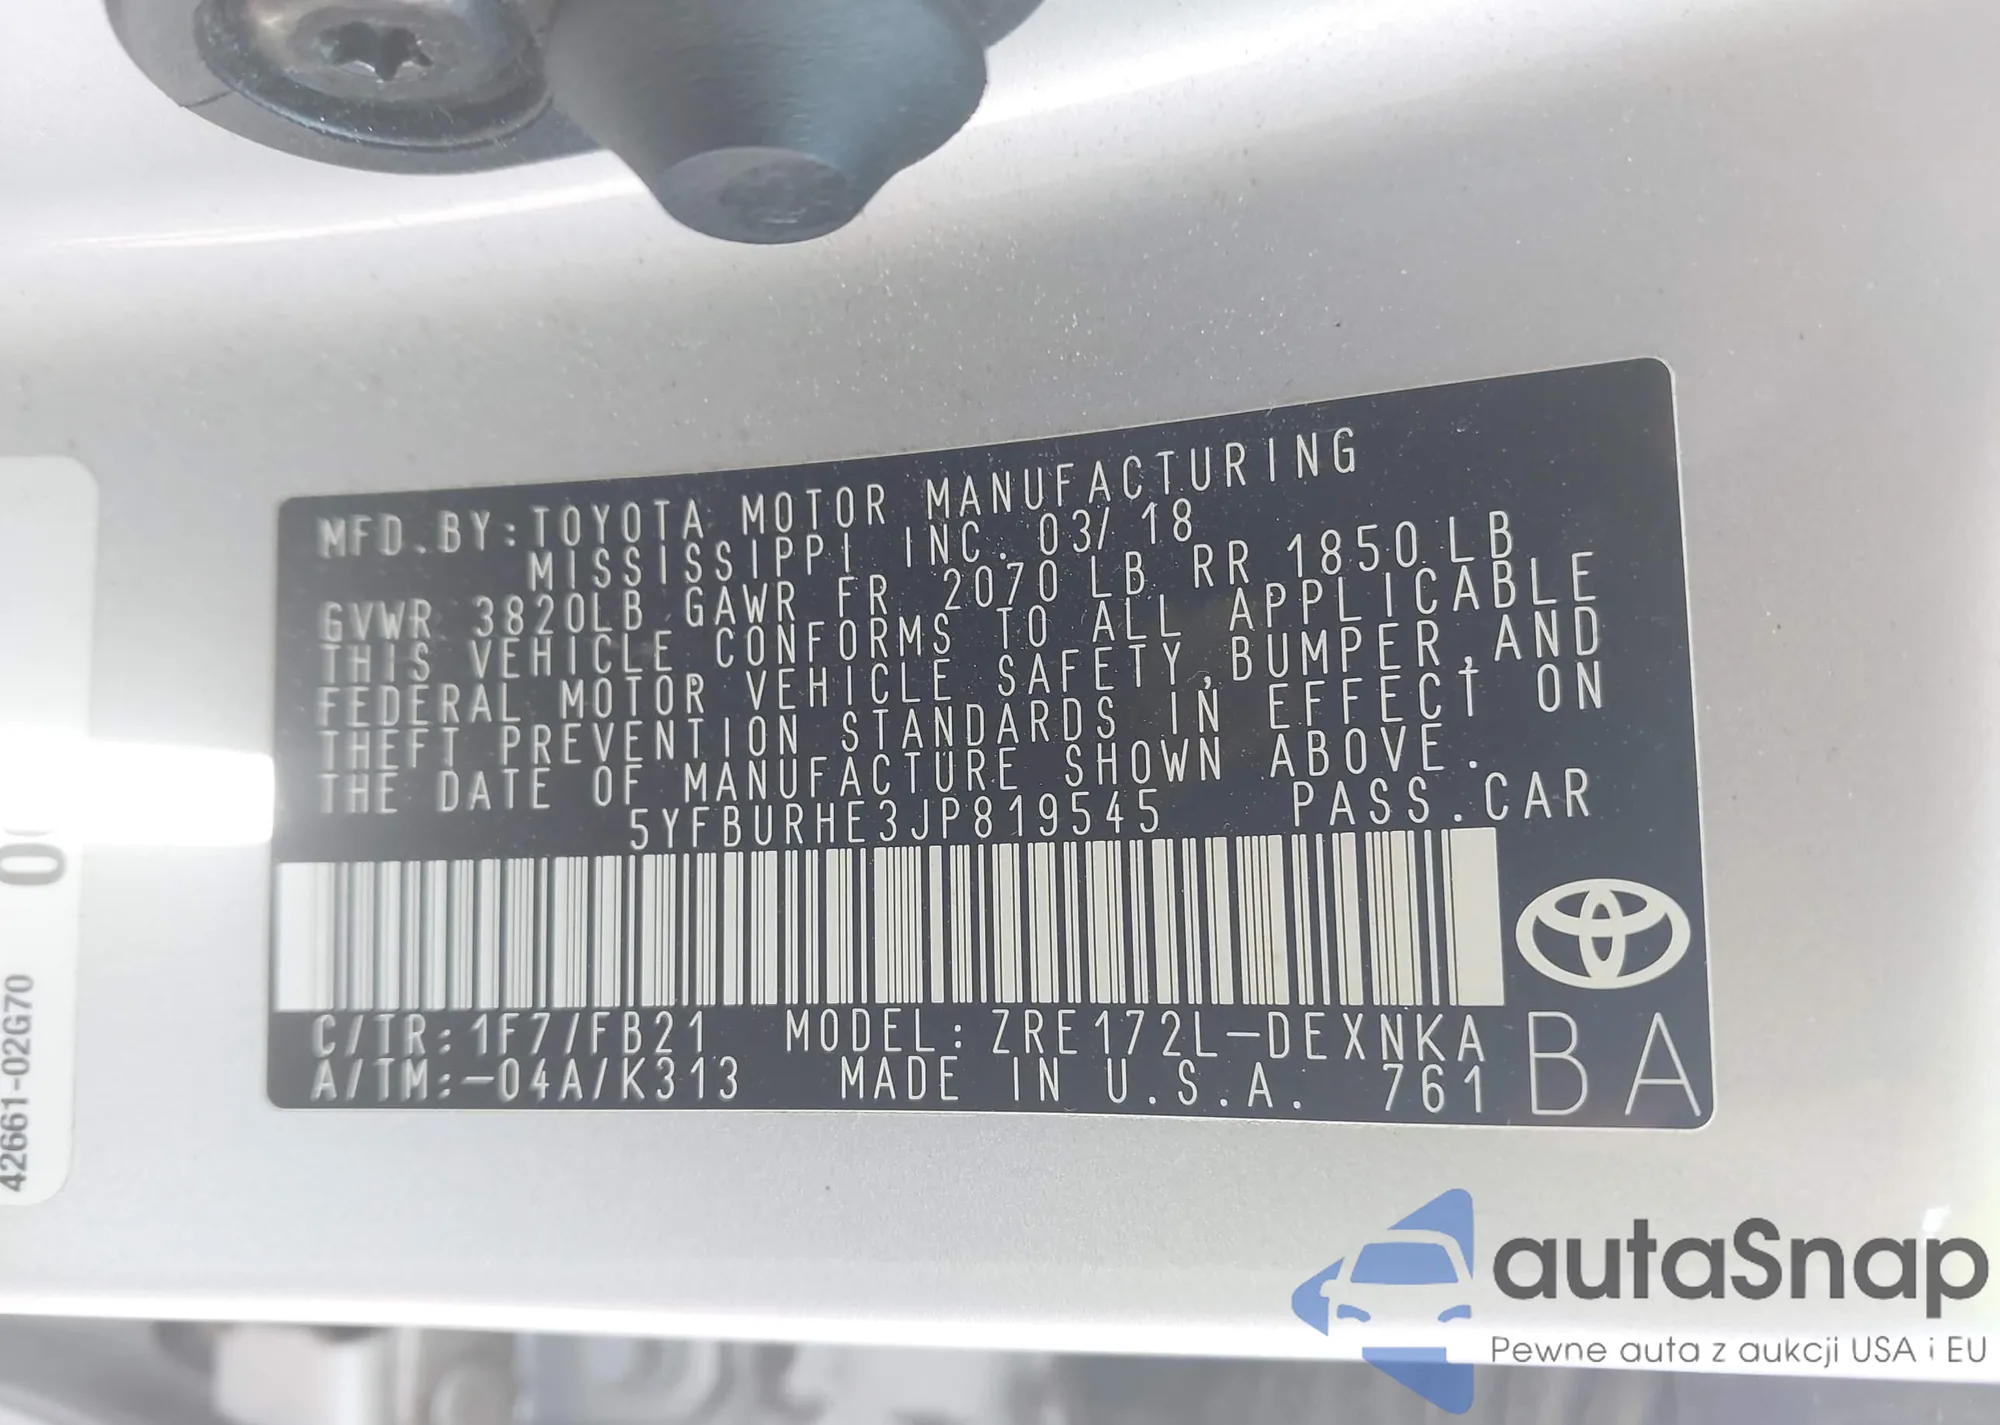 MFD.BY:TOYOTA MOTOR MANUFACTURING
MISSISSIPPI INC. 03/18
GVWR 3820LB GAWR FR 2070 LB RR 1850 LB
THIS VEHICLE CONFORMS TO ALL APPLICABLE
FEDERAL MOTOR VEHICLE SAFETY,BUMPER,AND
THEFT PREVENTION STANDARDS IN EFFECT ON
THE DATE OF MANUFACTURE SHOWN ABOVE.
5YFBURHE3JP819545 PASS.CAR
C/TR:1F7/FB21 MODEL:ZRE172L-DEXNKA
A/TM:-04A/K313 MADE IN U.S.A. 761
BA
42661-02G70
autaSnap
Pewne auta z aukcji USA i EU